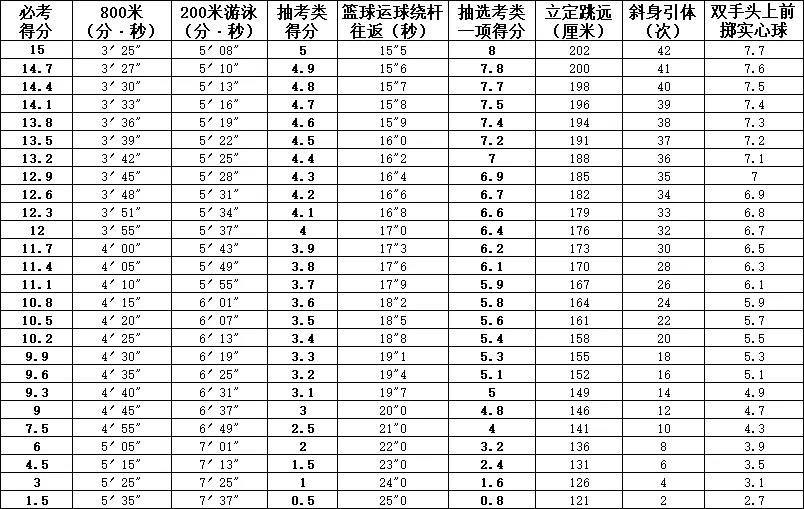 必考 800米 200米游泳 抽考类 篮球运球绕杆 抽选考类 立定跳远 斜身引体 双手头上前
得分 (分·秒) (分·秒) 得分 往返（秒） 一项得分 (厘米) (次) 掷实心球
15 3′25″ 5′08″ 5 15″5 8 202 42 7.7
14.7 3′27″ 5′10″ 4.9 15″6 7.8 200 41 7.6
14.4 3′30″ 5′13″ 4.8 15″7 7.7 198 40 7.5
14.1 3′33″ 5′16″ 4.7 15″8 7.5 196 39 7.4
13.8 3′36″ 5′19″ 4.6 15″9 7.4 194 38 7.3
13.5 3′39″ 5′22″ 4.5 16″0 7.2 191 37 7.2
13.2 3′42″ 5′25″ 4.4 16″2 7 188 36 7.1
12.9 3′45″ 5′28″ 4.3 16″4 6.9 185 35 7
12.6 3′48″ 5′31″ 4.2 16″6 6.7 182 34 6.9
12.3 3′51″ 5′34″ 4.1 16″8 6.6 179 33 6.8
12 3′55″ 5′37″ 4 17″0 6.4 176 32 6.7
11.7 4′00″ 5′43″ 3.9 17″3 6.2 173 30 6.5
11.4 4′05″ 5′49″ 3.8 17″6 6.1 170 28 6.3
11.1 4′10″ 5′55″ 3.7 17″9 5.9 167 26 6.1
10.8 4′15″ 6′01″ 3.6 18″2 5.8 164 24 5.9
10.5 4′20″ 6′07″ 3.5 18″5 5.6 161 22 5.7
10.2 4′25″ 6′13″ 3.4 18″8 5.4 158 20 5.5
9.9 4′30″ 6′19″ 3.3 19″1 5.3 155 18 5.3
9.6 4′35″ 6′25″ 3.2 19″4 5.1 152 16 5.1
9.3 4′40″ 6′31″ 3.1 19″7 5 149 14 4.9
9 4′45″ 6′37″ 3 20″0 4.8 146 12 4.7
7.5 4′55″ 6′49″ 2.5 21″0 4 141 10 4.3
6 5′05″ 7′01″ 2 22″0 3.2 136 8 3.9
4.5 5′15″ 7′13″ 1.5 23″0 2.4 131 6 3.5
3 5′25″ 7′25″ 1 24″0 1.6 126 4 3.1
1.5 5′35″ 7′37″ 0.5 25″0 0.8 121 2 2.7